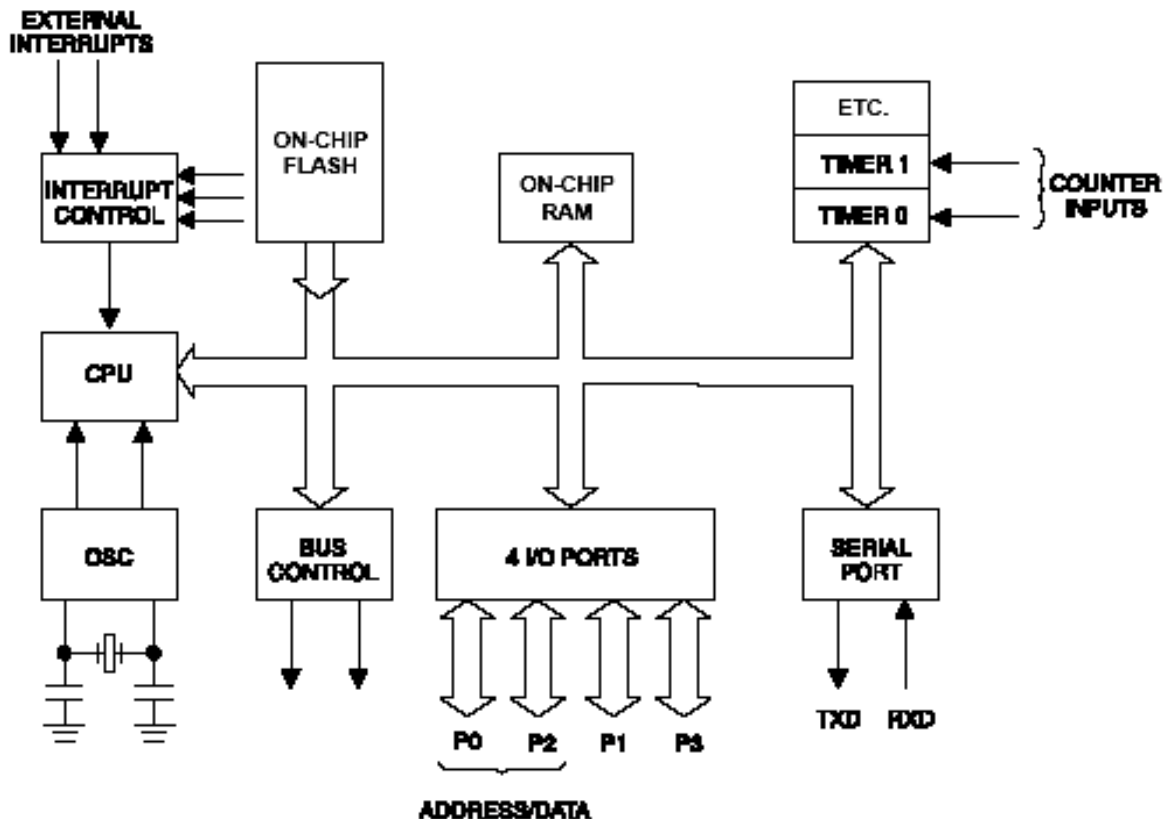 EXTERNAL
INTERRUPTS
ON-CHIP
FLASH
ETC.
INTERRUPT
CONTROL
ON-CHIP
RAM
TIMER 1
TIMER 0
COUNTER
INPUTS
CPU
OSC
BUS
CONTROL
4 I/O PORTS
SERIAL
PORT
P0
P2
P1
P3
TXD
RXD
ADDRESS/DATA